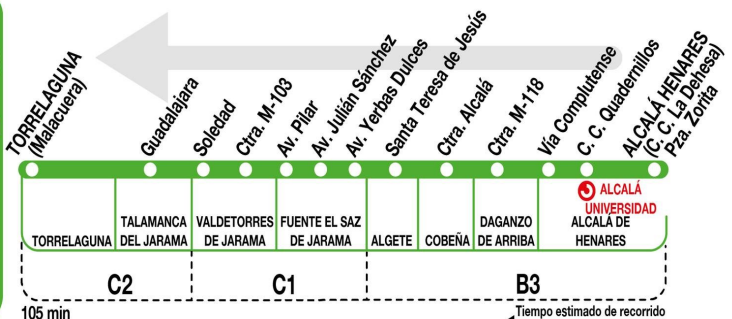 TORRELAGUNA
(Malacuera)
Guadalajara
Soledad
Ctra. M-103
Av. Pilar
Av. Julián Sánchez
Av. Yerbas Dulces
Santa Teresa de Jesús
Ctra. Alcalá
Ctra. M-118
Vía Complutense
C. C. Quadernillos
ALCALÁ HENARES
(C. C. La Dehesa)
Pza. Zorita
ALCALÁ
UNIVERSIDAD
TORRELAGUNA
TALAMANCA
DEL JARAMA
VALDETORRES
DE JARAMA
FUENTE EL SAZ
DE JARAMA
ALGETE
COBEÑA
DAGANZO
DE ARRIBA
ALCALÁ DE
HENARES
C2
C1
B3
105 min
Tiempo estimado de recorrido